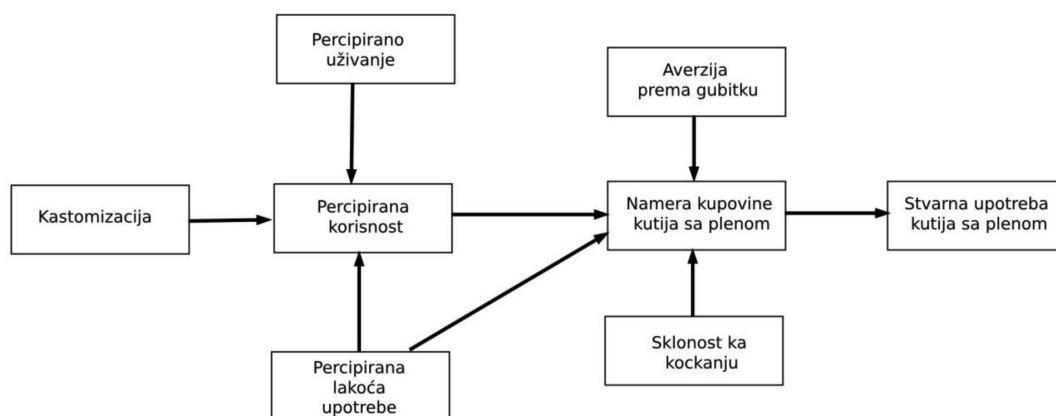 Percipirano
uživanje
Averzija
prema gubitku
Kastomizacija
Percipirana
korisnost
Namera kupovine
kutija sa plenom
Stvarna upotreba
kutija sa plenom
Percipirana
lakoća
upotrebe
Sklonost ka
kockanju